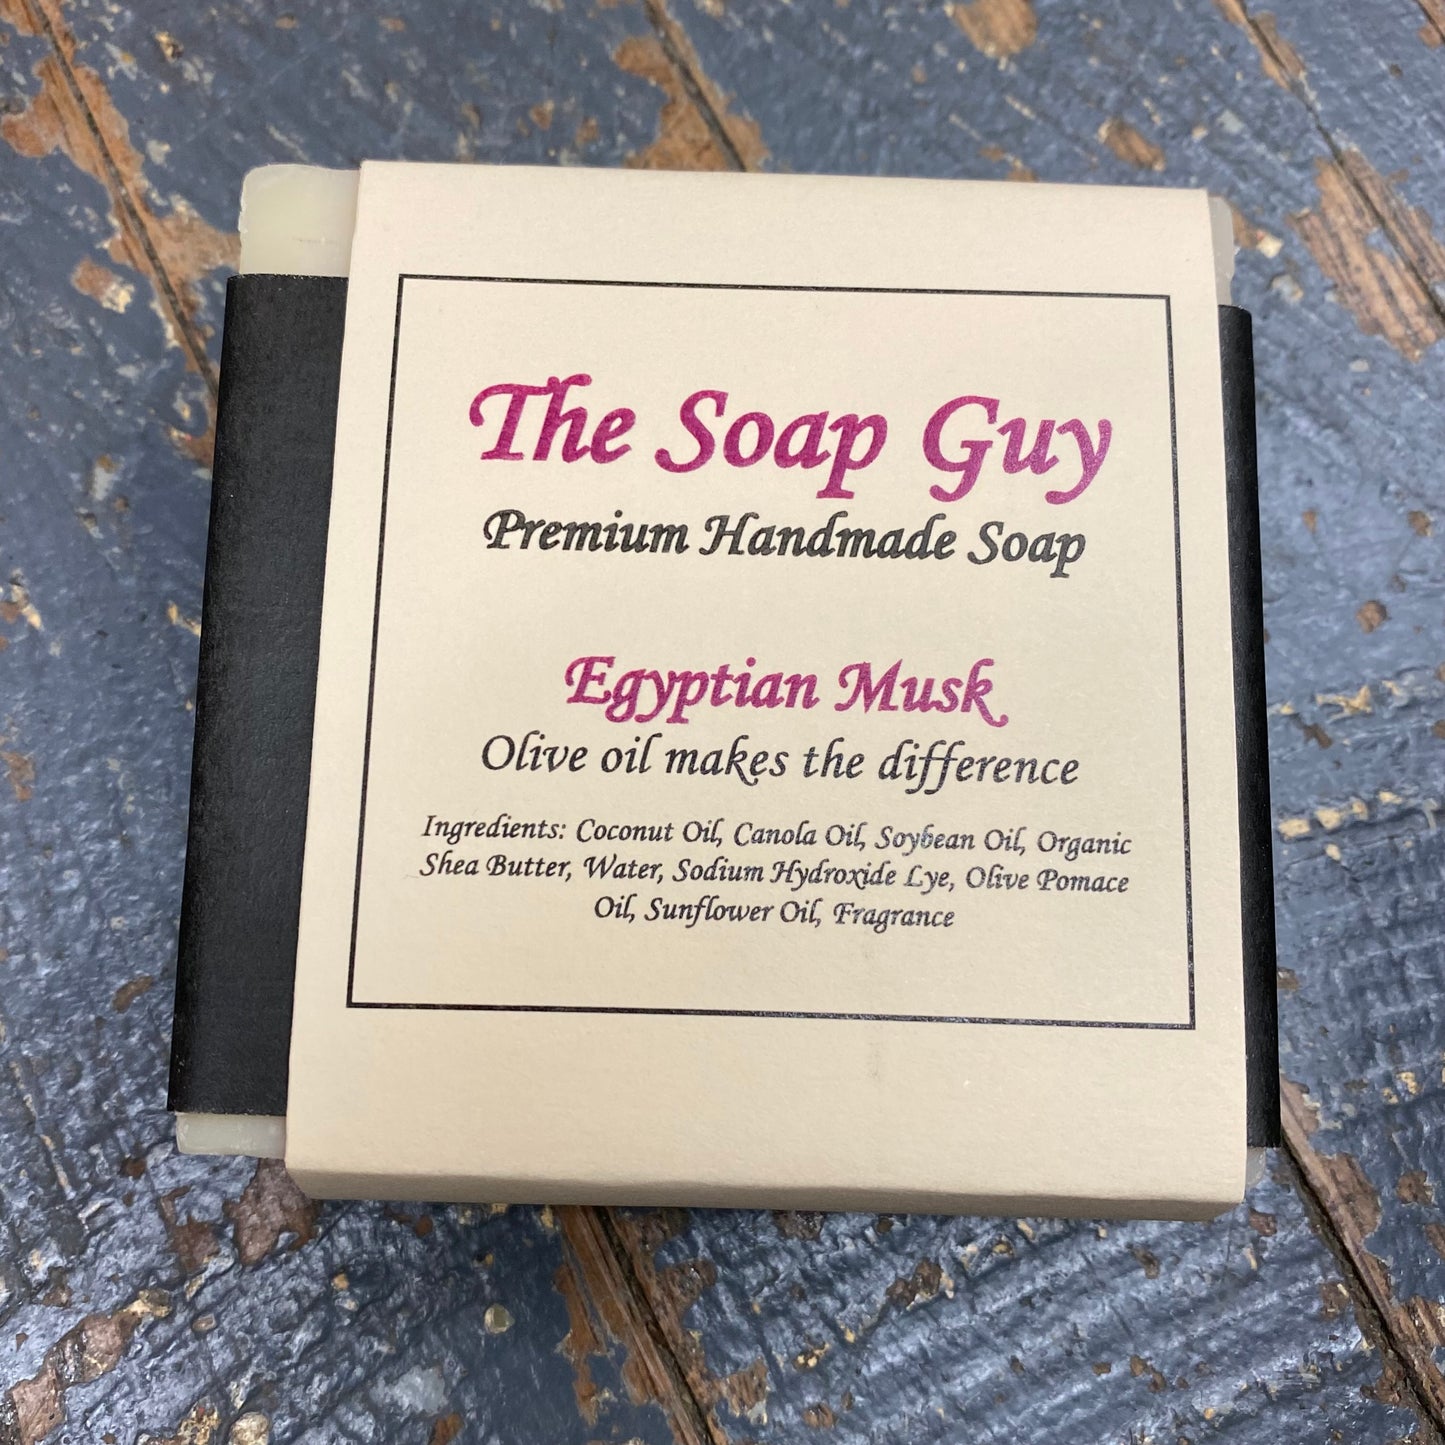 The Soap Guy
Premium Handmade Soap
Egyptian Musk
Olive oil makes the difference
Ingredients: Coconut Oil, Canola Oil, Soybean Oil, Organic
Shea Butter, Water, Sodium Hydroxide Lye, Olive Pomace
Oil, Sunflower Oil, Fragrance